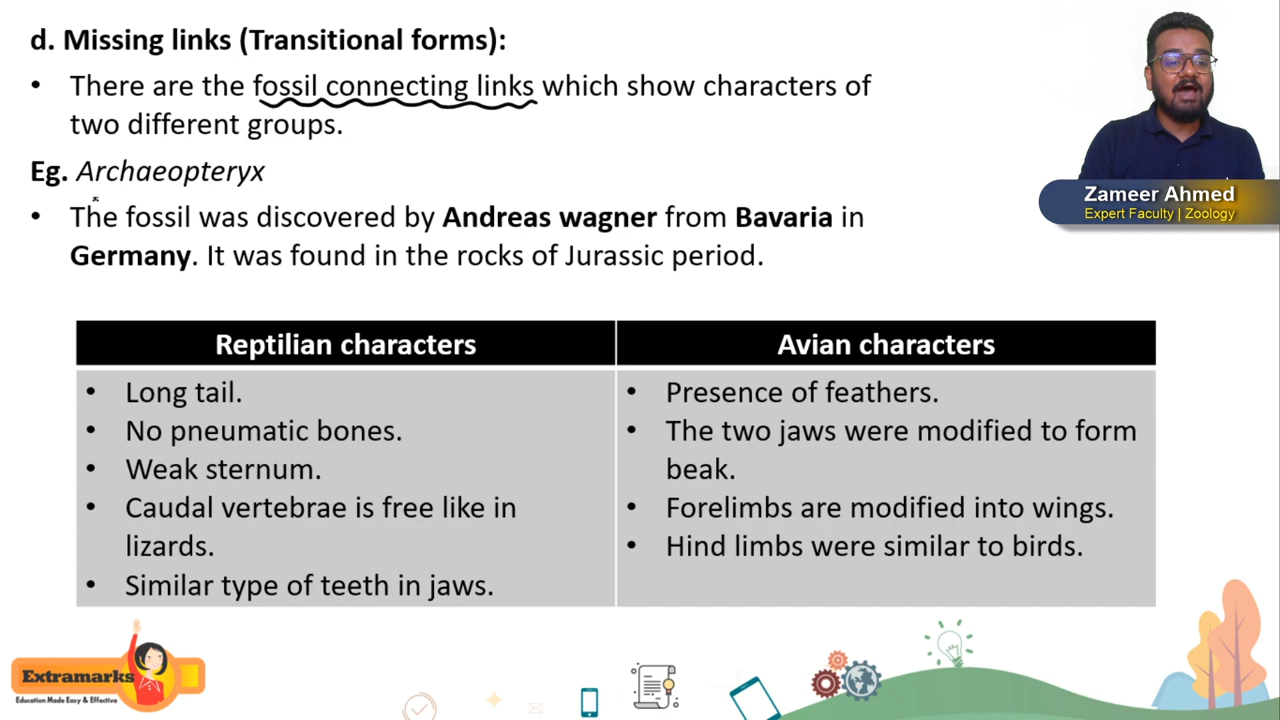 d. Missing links (Transitional forms):
• There are the fossil connecting links which show characters of
two different groups.
Eg. Archaeopteryx
• The fossil was discovered by Andreas wagner from Bavaria in
Germany. It was found in the rocks of Jurassic period.
Zameer Ahmed
Expert Faculty | Zoology
Reptilian characters
• Long tail.
• No pneumatic bones.
• Weak sternum.
• Caudal vertebrae is free like in
lizards.
• Similar type of teeth in jaws.
Avian characters
• Presence of feathers.
• The two jaws were modified to form
beak.
• Forelimbs are modified into wings.
• Hind limbs were similar to birds.
Extramarks
Education Made Easy & Effective